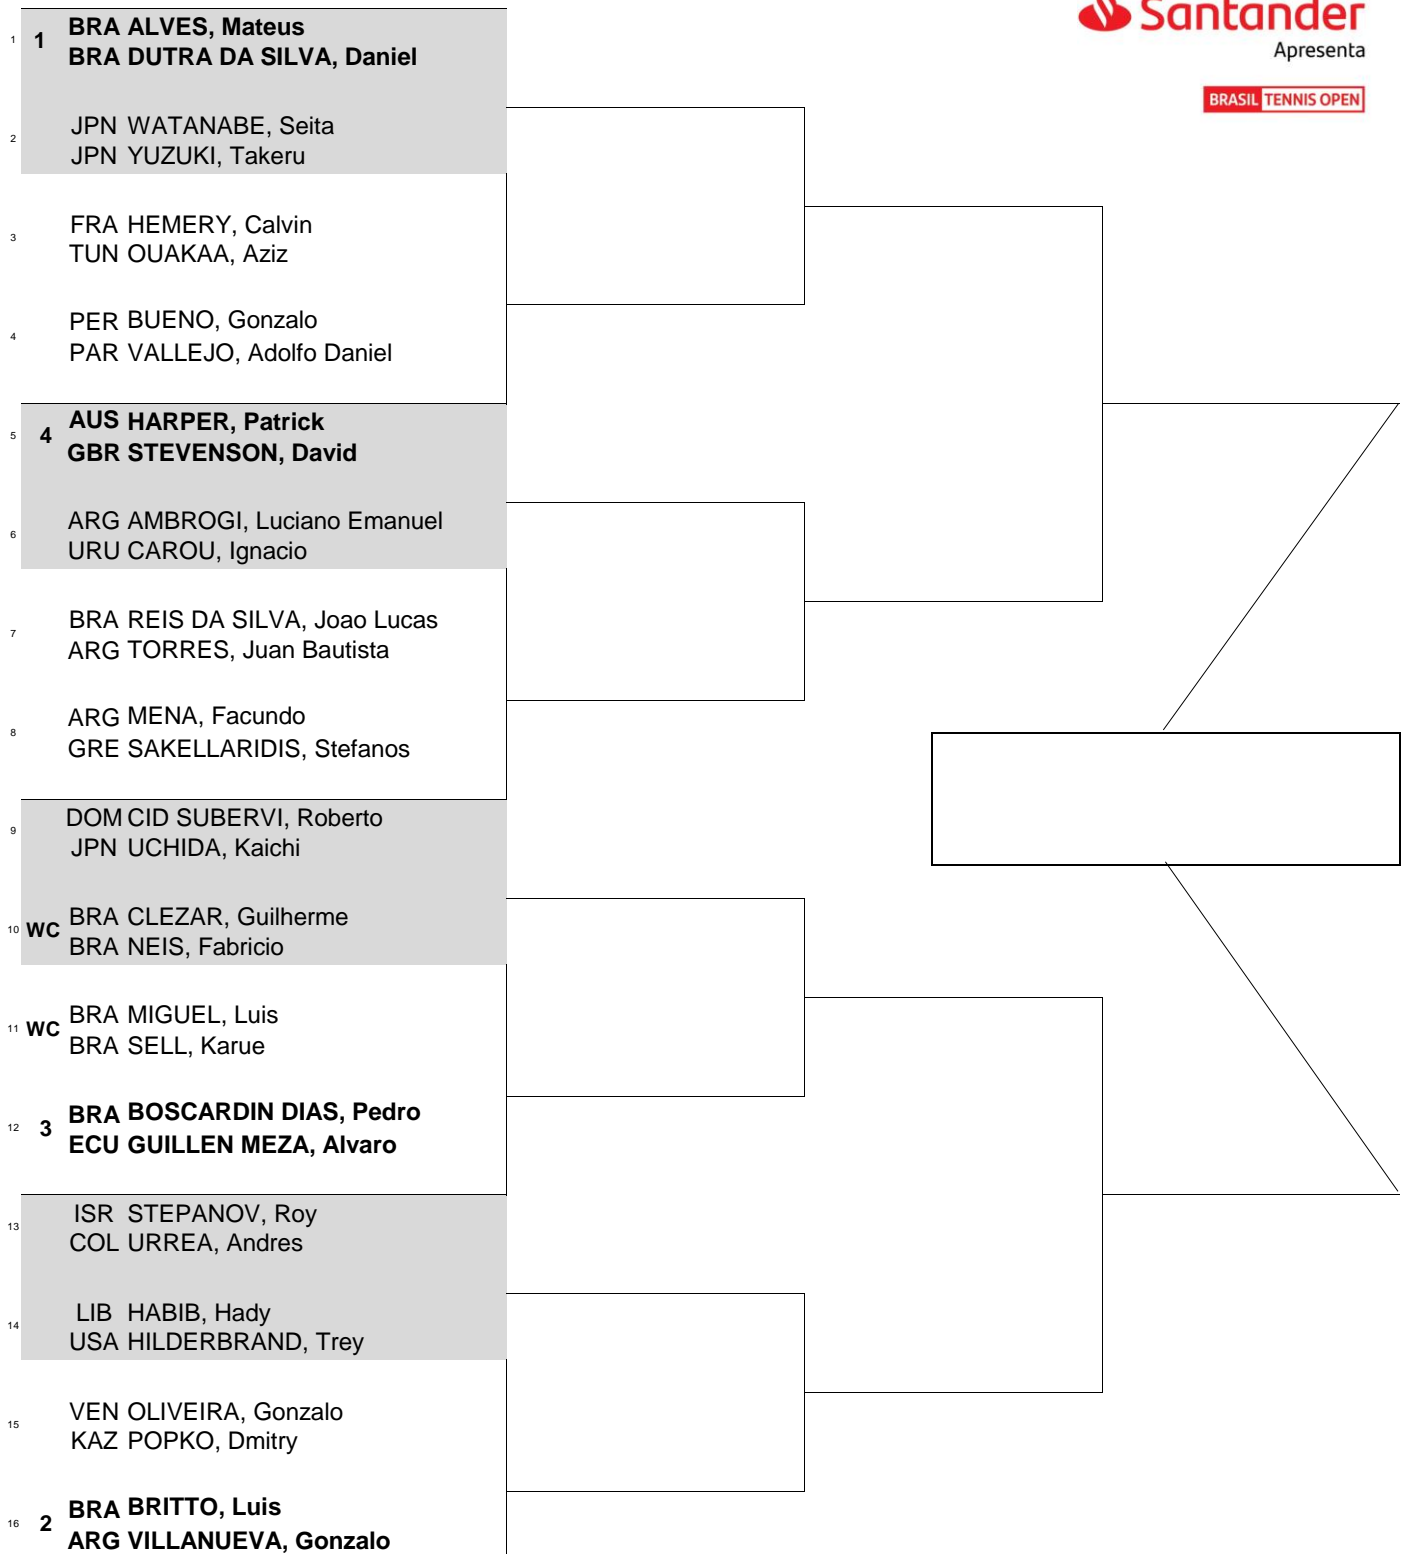 Santander
Apresenta
BRASIL TENNIS OPEN
1 1 BRA ALVES, Mateus
BRA DUTRA DA SILVA, Daniel
2 JPN WATANABE, Seita
JPN YUZUKI, Takeru
3 FRA HEMERY, Calvin
TUN OUAKAA, Aziz
4 PER BUENO, Gonzalo
PAR VALLEJO, Adolfo Daniel
5 4 AUS HARPER, Patrick
GBR STEVENSON, David
6 ARG AMBROGI, Luciano Emanuel
URU CAROU, Ignacio
7 BRA REIS DA SILVA, Joao Lucas
ARG TORRES, Juan Bautista
8 ARG MENA, Facundo
GRE SAKELLARIDIS, Stefanos
9 DOM CID SUBERVI, Roberto
JPN UCHIDA, Kaichi
10 WC BRA CLEZAR, Guilherme
BRA NEIS, Fabricio
11 WC BRA MIGUEL, Luis
BRA SELL, Karue
12 3 BRA BOSCARDIN DIAS, Pedro
ECU GUILLEN MEZA, Alvaro
13 ISR STEPANOV, Roy
COL URREA, Andres
14 LIB HABIB, Hady
USA HILDERBRAND, Trey
15 VEN OLIVEIRA, Gonzalo
KAZ POPKO, Dmitry
16 2 BRA BRITTO, Luis
ARG VILLANUEVA, Gonzalo